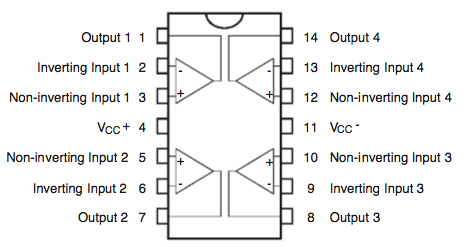 Output 1 1 14 Output 4
Inverting Input 1 2 - - 13 Inverting Input 4
Non-inverting Input 1 3 + + 12 Non-inverting Input 4
VCC+ 4 11 VCC-
Non-inverting Input 2 5 + + 10 Non-inverting Input 3
Inverting Input 2 6 - - 9 Inverting Input 3
Output 2 7 8 Output 3